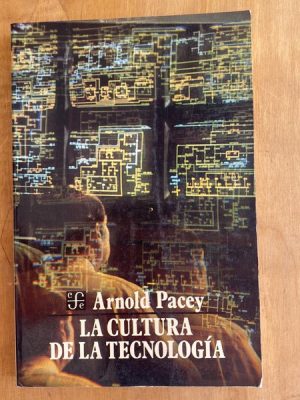 Arnold Pacey
LA CULTURA
DE LA TECNOLOGÍA